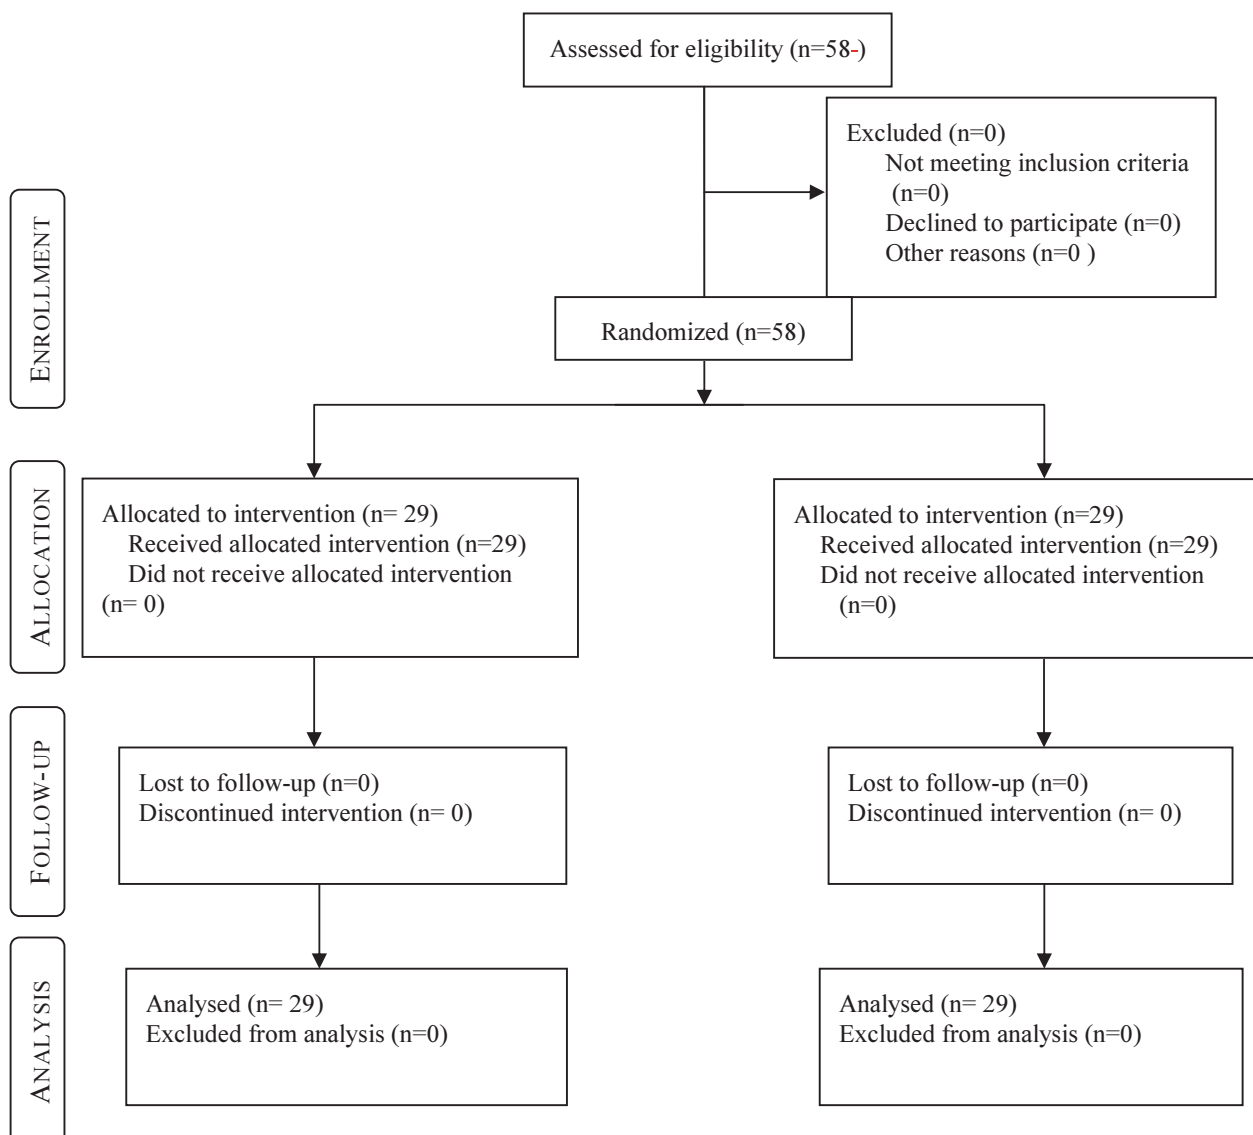 Assessed for eligibility (n=58-)
Excluded (n=0)
Not meeting inclusion criteria
(n=0)
Declined to participate (n=0)
Other reasons (n=0 )
ENROLLMENT
Randomized (n=58)
ALLOCATION
Allocated to intervention (n= 29)
Received allocated intervention (n=29)
Did not receive allocated intervention
(n= 0)
Allocated to intervention (n=29)
Received allocated intervention (n=29)
Did not receive allocated intervention
(n=0)
FOLLOW-UP
Lost to follow-up (n=0)
Discontinued intervention (n= 0)
Lost to follow-up (n=0)
Discontinued intervention (n= 0)
ANALYSIS
Analysed (n= 29)
Excluded from analysis (n=0)
Analysed (n= 29)
Excluded from analysis (n=0)